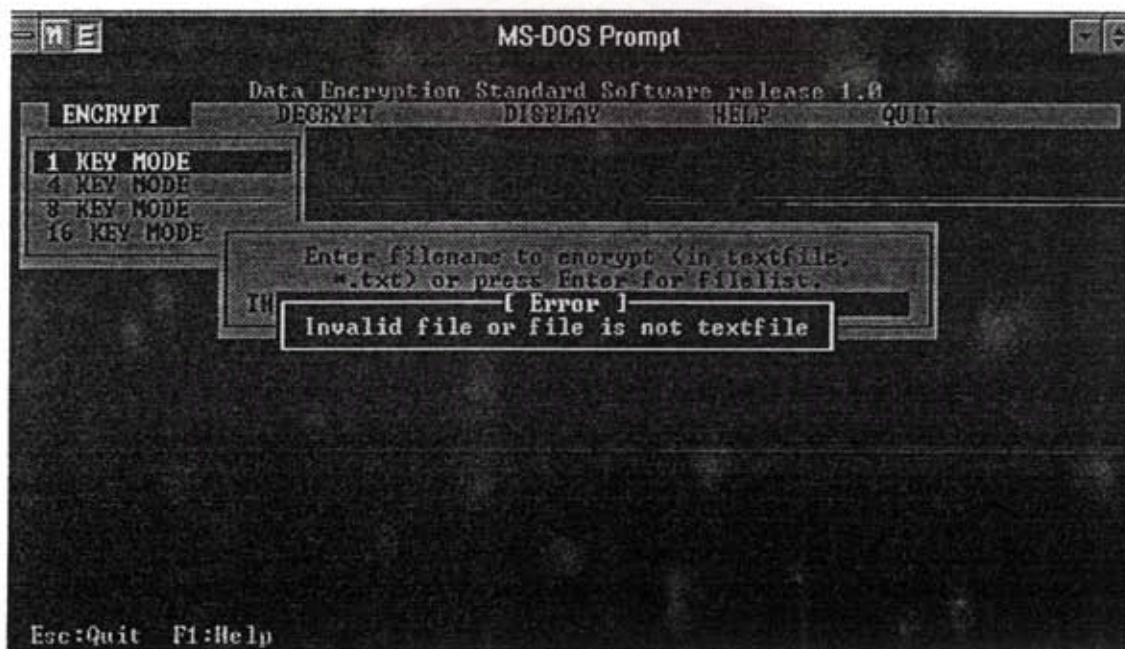 MS-DOS Prompt
Data Encryption Standard Software release 1.0
ENCRYPT DECRYPT DISPLAY HELP QUIT
1 KEY MODE
4 KEY MODE
8 KEY MODE
16 KEY MODE
Enter filename to encrypt (in textfile,
*.txt) or press Enter for filelist.
IN
[ Error ]
Invalid file or file is not textfile
Esc:Quit F1:Help